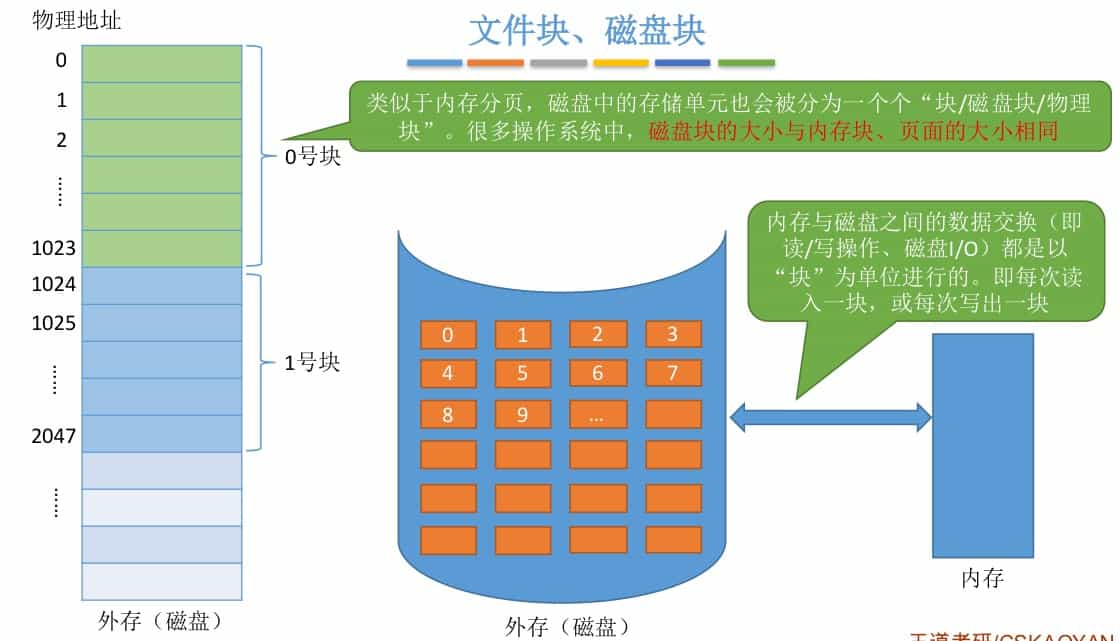 物理地址
文件块、磁盘块
0
1
2
……
1023
1024
1025
……
2047
……
0号块
1号块
外存（磁盘）
类似于内存分页，磁盘中的存储单元也会被分为一个个“块/磁盘块/物理
块”。很多操作系统中，磁盘块的大小与内存块、页面的大小相同
内存与磁盘之间的数据交换（即
读/写操作、磁盘I/O）都是以
“块”为单位进行的。即每次读
入一块，或每次写出一块
0 1 2 3
4 5 6 7
8 9 ...
外存（磁盘）
内存
王道考研/CSKAOYAN